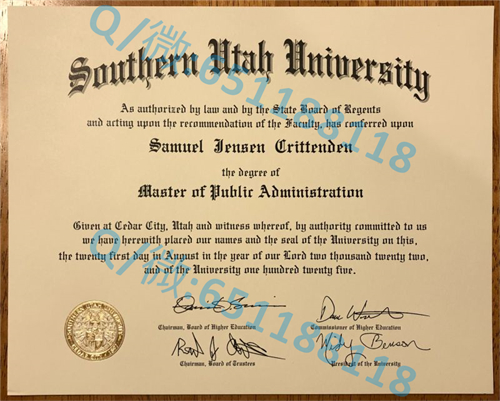 Southern Utah University
As authorized by law and by the State Board of Regents
and acting upon the recommendation of the Faculty, has conferred upon
Samuel Jensen Crittenden
the degree of
Master of Public Administration
Given at Cedar City, Utah and witness whereof, by authority committed to us
we have herewith placed our names and the seal of the University on this,
the twenty first day in August in the year of our Lord two thousand twenty two,
and of the University one hundred twenty five.
Chairman, Board of Higher Education
Commissioner of Higher Education
Chairman, Board of Trustees
President of the University
Q/微:651188118
Q/微:651188118